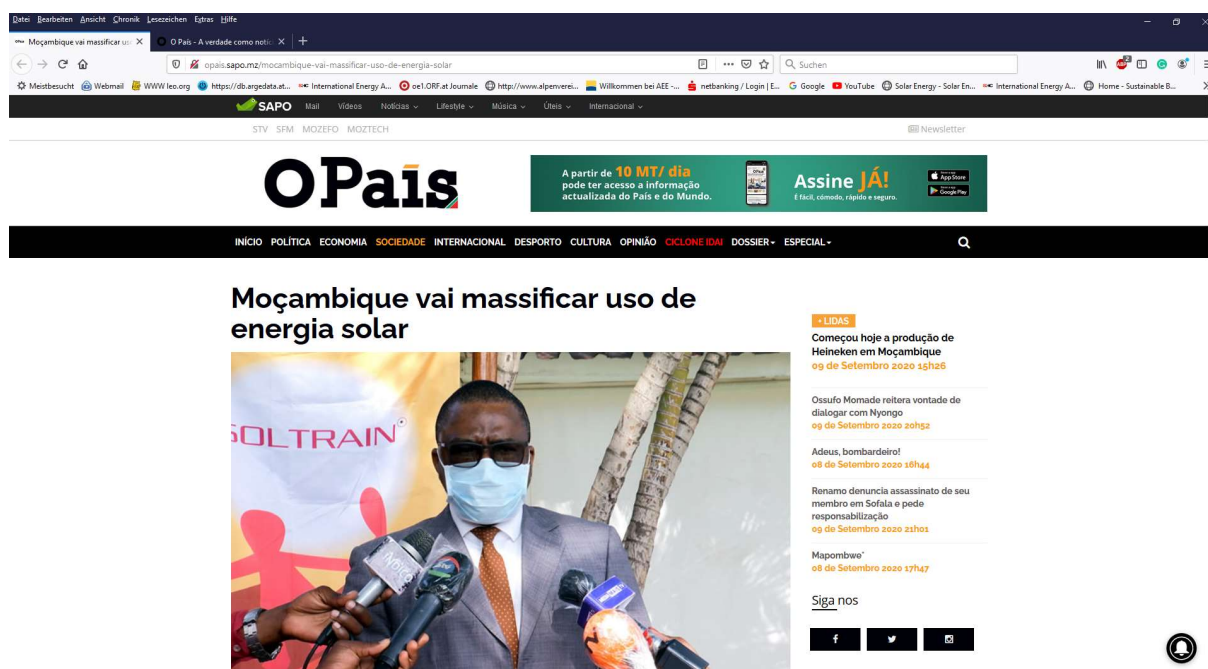 Datei Bearbeiten Ansicht Chronik Lesezeichen Extras Hilfe
Moçambique vai massificar us
O País - A verdade como notíc
opais.sapo.mz/mocambique-vai-massificar-uso-de-energia-solar
Suchen
Meistbesucht Webmail WWW leo.org https://db.argedata.at... International Energy A... oe1.ORF.at Journale http://www.alpenverei... Willkommen bei AEE -... netbanking / Login | E... Google YouTube Solar Energy - Solar En... International Energy A... Home - Sustainable B...
SAPO Mail Vídeos Notícias Lifestyle Música Úteis Internacional
STV SFM MOZEFO MOZTECH Newsletter
O País
A partir de 10 MT/ dia
pode ter acesso a informação
actualizada do País e do Mundo.
Assine JÁ!
É fácil, cómodo, rápido e seguro.
App Store
Google Play
INÍCIO POLÍTICA ECONOMIA SOCIEDADE INTERNACIONAL DESPORTO CULTURA OPINIÃO CICLONE IDAI DOSSIER ESPECIAL
Moçambique vai massificar uso de
energia solar
SOLTRAIN
+ LIDAS
Começou hoje a produção de
Heineken em Moçambique
09 de Setembro 2020 15h26
Ossufo Momade reitera vontade de
dialogar com Nyongo
09 de Setembro 2020 20h52
Adeus, bombardeiro!
08 de Setembro 2020 16h44
Renamo denuncia assassinato de seu
membro em Sofala e pede
responsabilização
09 de Setembro 2020 21h01
Mapombwe*
08 de Setembro 2020 17h47
Siga nos